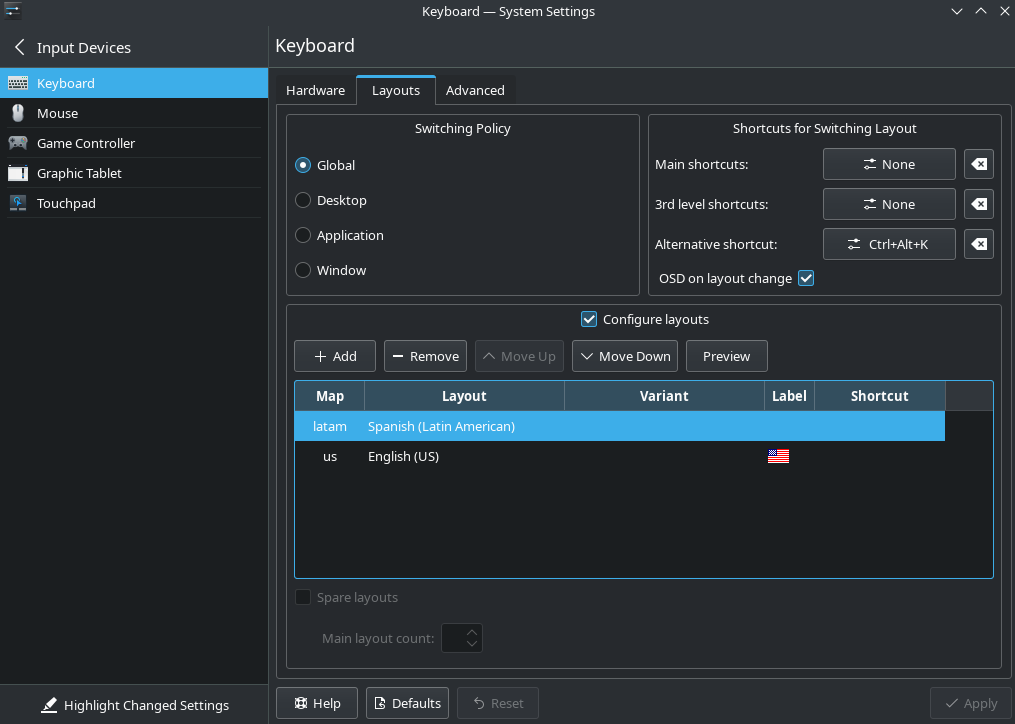 Keyboard — System Settings
Input Devices
Keyboard
Mouse
Game Controller
Graphic Tablet
Touchpad
Highlight Changed Settings
Keyboard
Hardware Layouts Advanced
Switching Policy
Global
Desktop
Application
Window
Shortcuts for Switching Layout
Main shortcuts: None
3rd level shortcuts: None
Alternative shortcut: Ctrl+Alt+K
OSD on layout change
Configure layouts
Add Remove Move Up Move Down Preview
Map Layout Variant Label Shortcut
latam Spanish (Latin American)
us English (US)
Spare layouts
Main layout count:
Help Defaults Reset Apply